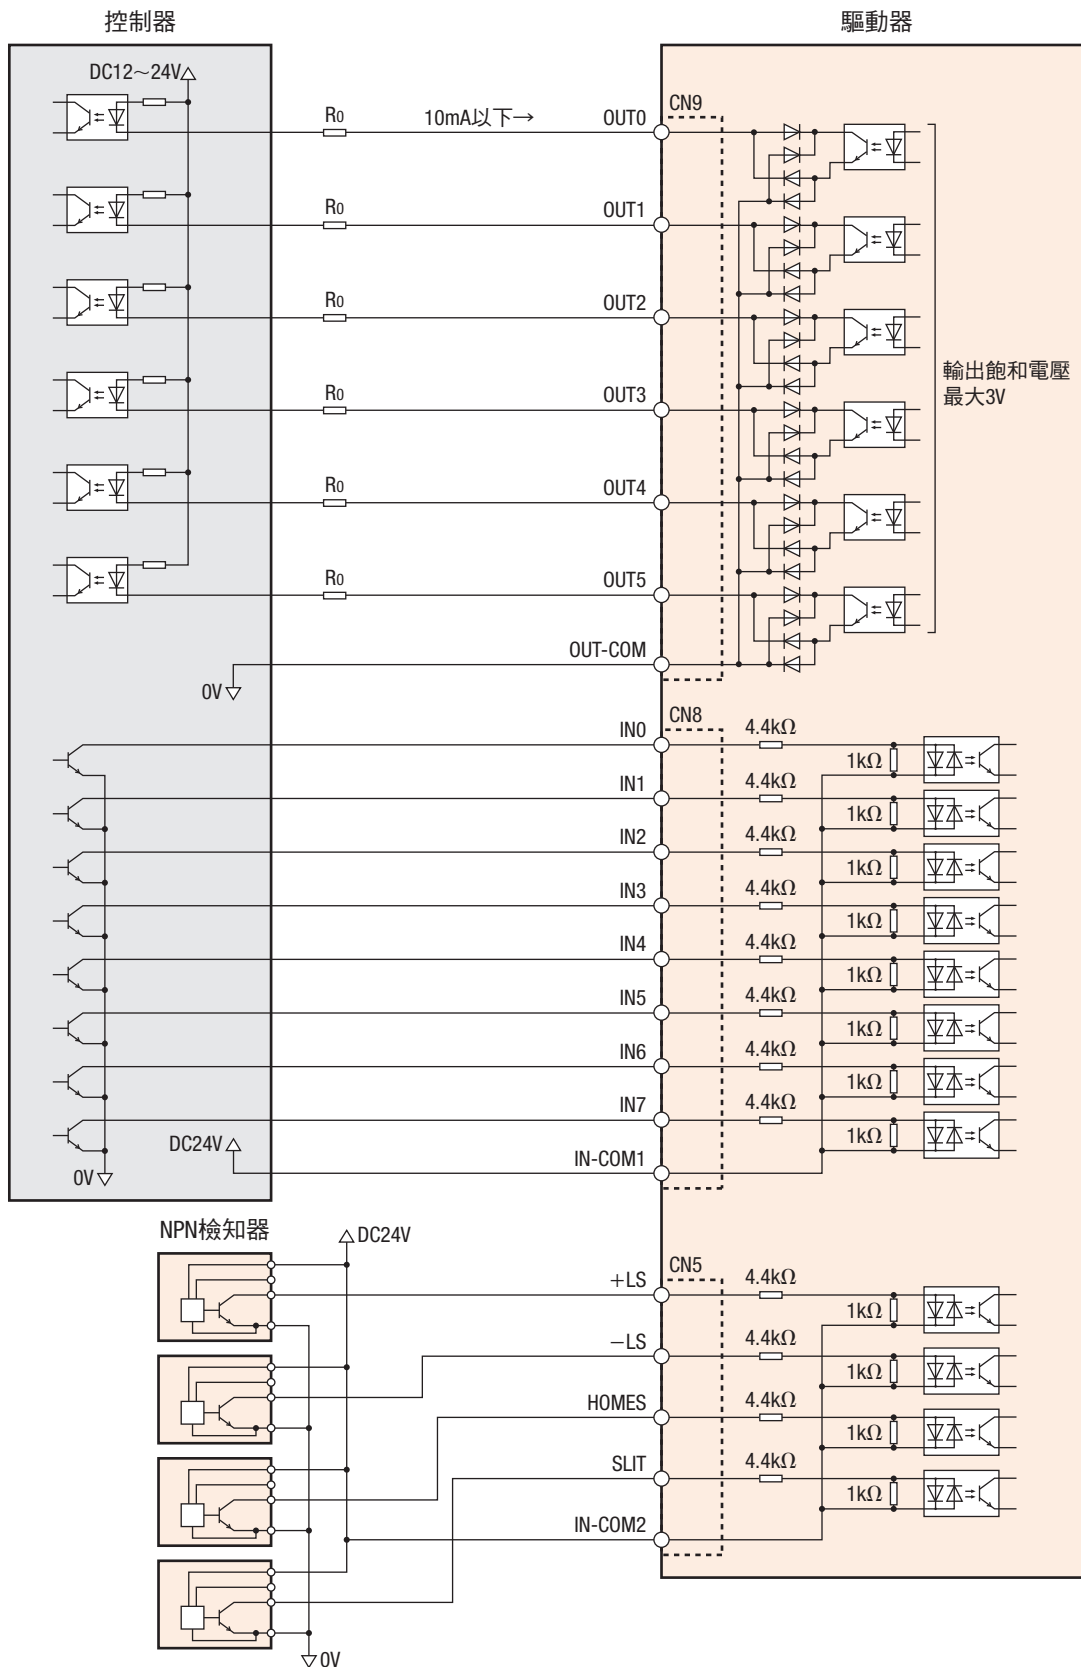 控制器
驅動器
DC12～24V
CN9
R0
10mA以下→
OUT0
R0
OUT1
R0
OUT2
輸出飽和電壓
最大3V
R0
OUT3
R0
OUT4
R0
OUT5
OUT-COM
0V
CN8
IN0
4.4kΩ
1kΩ
IN1
4.4kΩ
1kΩ
IN2
4.4kΩ
1kΩ
IN3
4.4kΩ
1kΩ
IN4
4.4kΩ
1kΩ
IN5
4.4kΩ
1kΩ
IN6
4.4kΩ
1kΩ
IN7
4.4kΩ
1kΩ
DC24V
IN-COM1
0V
NPN檢知器
DC24V
CN5
+LS
4.4kΩ
1kΩ
−LS
4.4kΩ
1kΩ
HOMES
4.4kΩ
1kΩ
SLIT
4.4kΩ
1kΩ
IN-COM2
0V